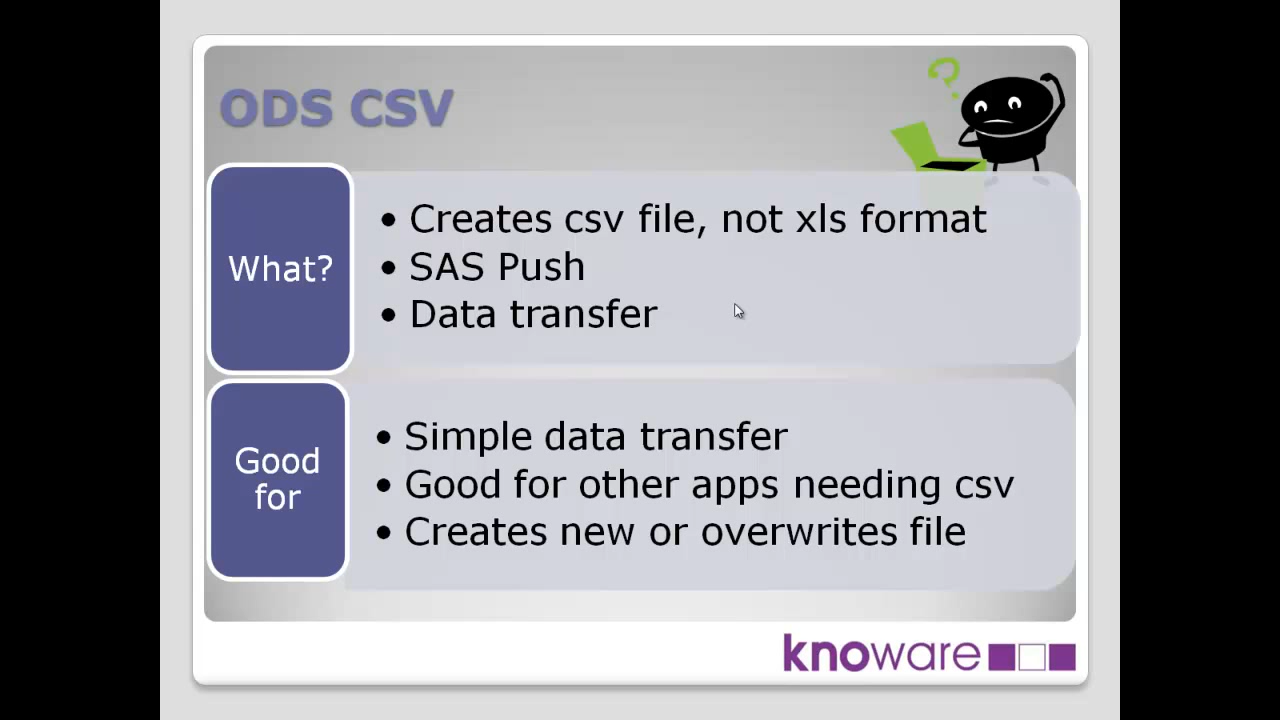 ODS CSV
?
What?
• Creates csv file, not xls format
• SAS Push
• Data transfer
Good
for
• Simple data transfer
• Good for other apps needing csv
• Creates new or overwrites file
knoware